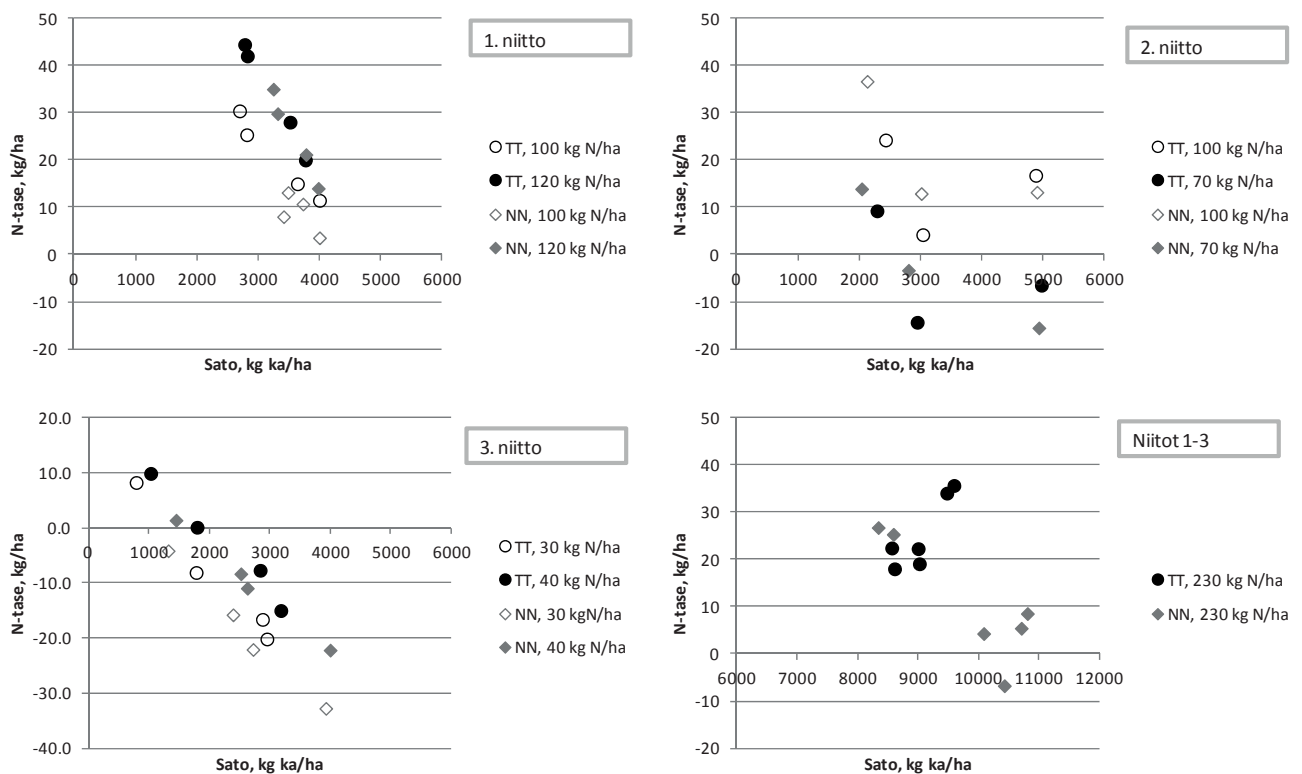 1. niitto
N-tase, kg/ha
50
40
30
20
10
0
-10
-20
0 1000 2000 3000 4000 5000 6000
Sato, kg ka/ha
TT, 100 kg N/ha
TT, 120 kg N/ha
NN, 100 kg N/ha
NN, 120 kg N/ha
2. niitto
N-tase, kg/ha
50
40
30
20
10
0
-10
-20
0 1000 2000 3000 4000 5000 6000
Sato, kg ka/ha
TT, 100 kg N/ha
TT, 70 kg N/ha
NN, 100 kg N/ha
NN, 70 kg N/ha
3. niitto
N-tase, kg/ha
20.0
10.0
0.0
-10.0
-20.0
-30.0
-40.0
0 1000 2000 3000 4000 5000 6000
Sato, kg ka/ha
TT, 30 kg N/ha
TT, 40 kg N/ha
NN, 30 kgN/ha
NN, 40 kg N/ha
Niitot 1-3
N-tase, kg/ha
50
40
30
20
10
0
-10
-20
6000 7000 8000 9000 10000 11000 12000
Sato, kg ka/ha
TT, 230 kg N/ha
NN, 230 kg N/ha